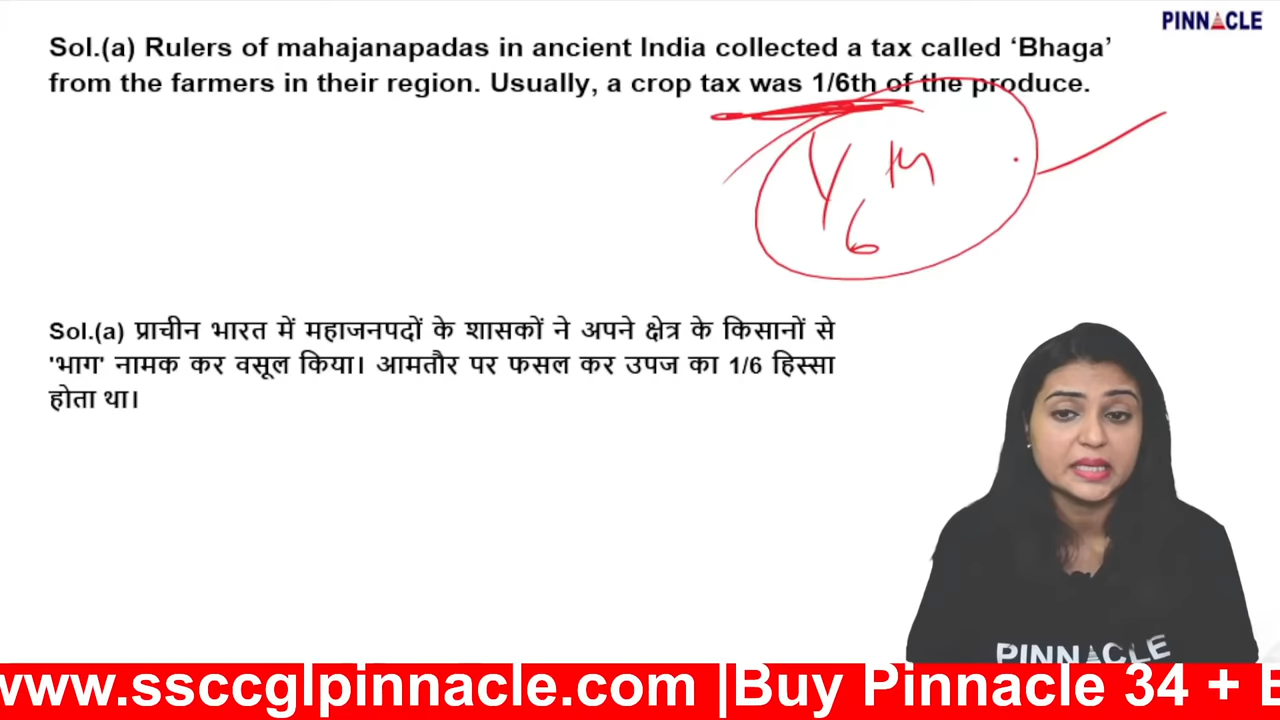 PINNACLE
Sol.(a) Rulers of mahajanapadas in ancient India collected a tax called ‘Bhaga’
from the farmers in their region. Usually, a crop tax was 1/6th of the produce.
1/6 th
Sol.(a) प्राचीन भारत में महाजनपदों के शासकों ने अपने क्षेत्र के किसानों से
'भाग' नामक कर वसूल किया। आमतौर पर फसल कर उपज का 1/6 हिस्सा
होता था।
PINNACLE
www.ssccglpinnacle.com |Buy Pinnacle 34 + E